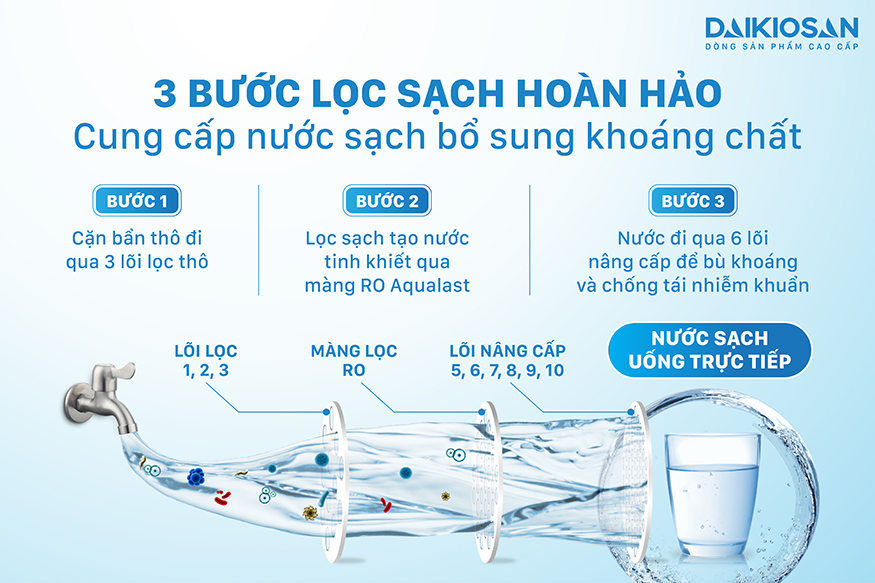 DAIKIOSAN
DÒNG SẢN PHẨM CAO CẤP
3 BƯỚC LỌC SẠCH HOÀN HẢO
Cung cấp nước sạch bổ sung khoáng chất
BƯỚC 1
Cặn bẩn thô đi
qua 3 lõi lọc thô
BƯỚC 2
Lọc sạch tạo nước
tinh khiết qua
màng RO Aqualast
BƯỚC 3
Nước đi qua 6 lõi
nâng cấp để bù khoáng
và chống tái nhiễm khuẩn
LÕI LỌC
1, 2, 3
MÀNG LỌC
RO
LÕI NÂNG CẤP
5, 6, 7, 8, 9, 10
NƯỚC SẠCH
UỐNG TRỰC TIẾP